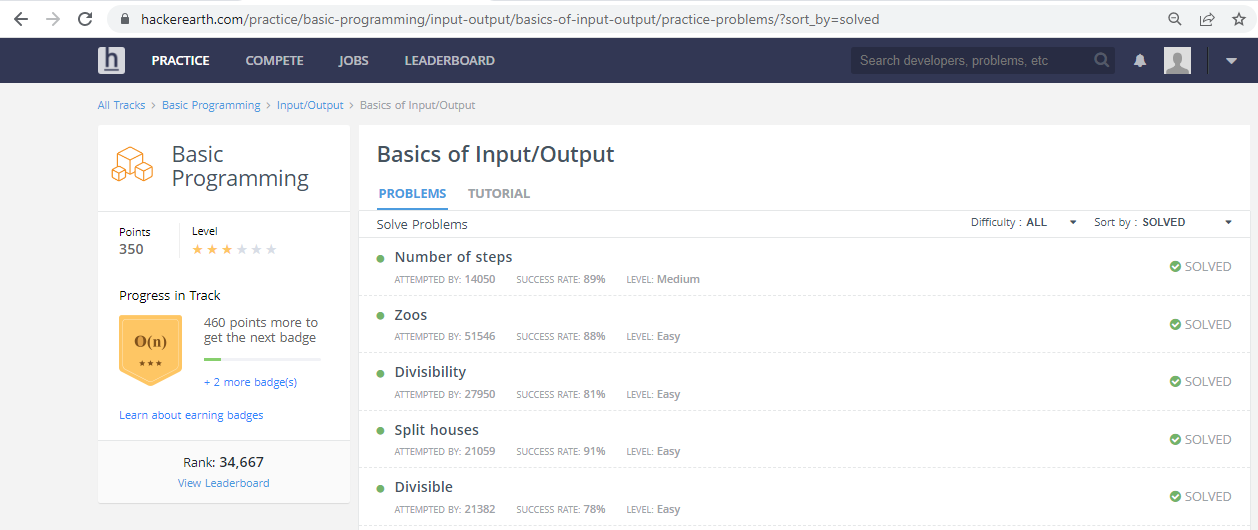 hackerearth.com/practice/basic-programming/input-output/basics-of-input-output/practice-problems/?sort_by=solved
h PRACTICE COMPETE JOBS LEADERBOARD Search developers, problems, etc
All Tracks > Basic Programming > Input/Output > Basics of Input/Output
Basic
Programming
Points
350
Level
Progress in Track
O(n)
460 points more to
get the next badge
+ 2 more badge(s)
Learn about earning badges
Rank: 34,667
View Leaderboard
Basics of Input/Output
PROBLEMS TUTORIAL
Solve Problems Difficulty : ALL Sort by : SOLVED
Number of steps
ATTEMPTED BY: 14050 SUCCESS RATE: 89% LEVEL: Medium
SOLVED
Zoos
ATTEMPTED BY: 51546 SUCCESS RATE: 88% LEVEL: Easy
SOLVED
Divisibility
ATTEMPTED BY: 27950 SUCCESS RATE: 81% LEVEL: Easy
SOLVED
Split houses
ATTEMPTED BY: 21059 SUCCESS RATE: 91% LEVEL: Easy
SOLVED
Divisible
ATTEMPTED BY: 21382 SUCCESS RATE: 78% LEVEL: Easy
SOLVED